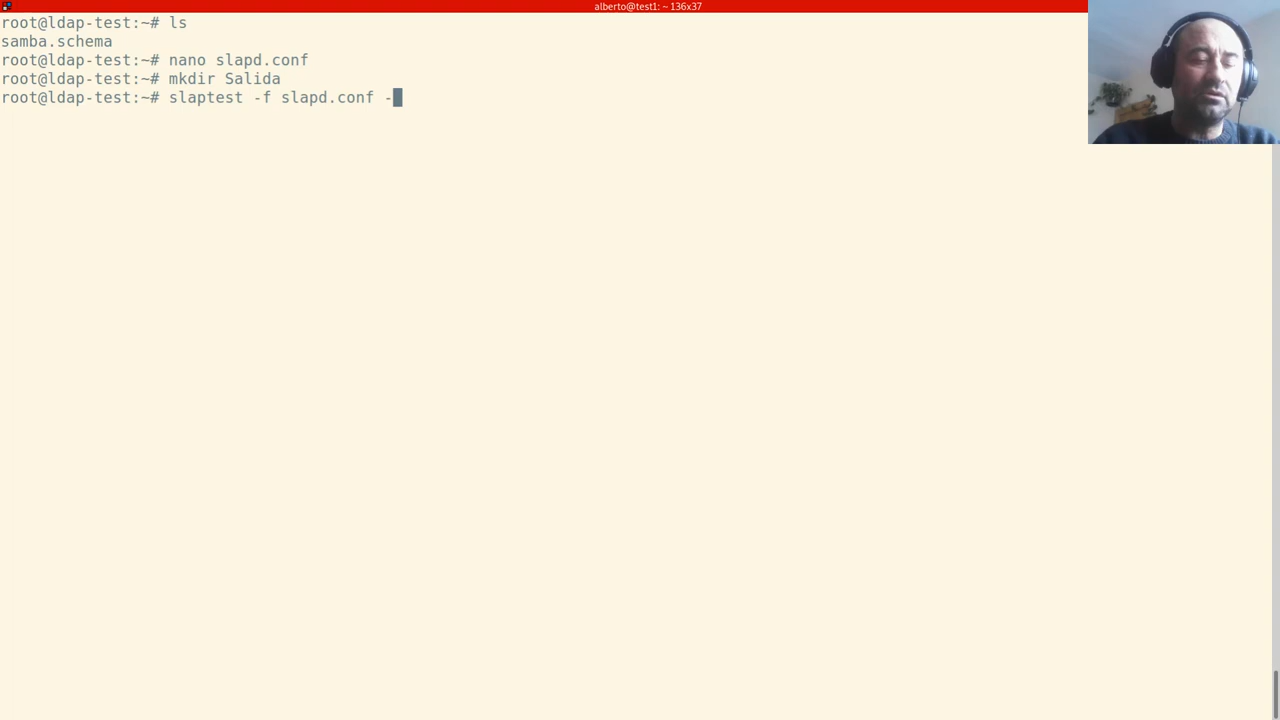 alberto@test1: ~ 136x37
root@ldap-test:~# ls
samba.schema
root@ldap-test:~# nano slapd.conf
root@ldap-test:~# mkdir Salida
root@ldap-test:~# slaptest -f slapd.conf -